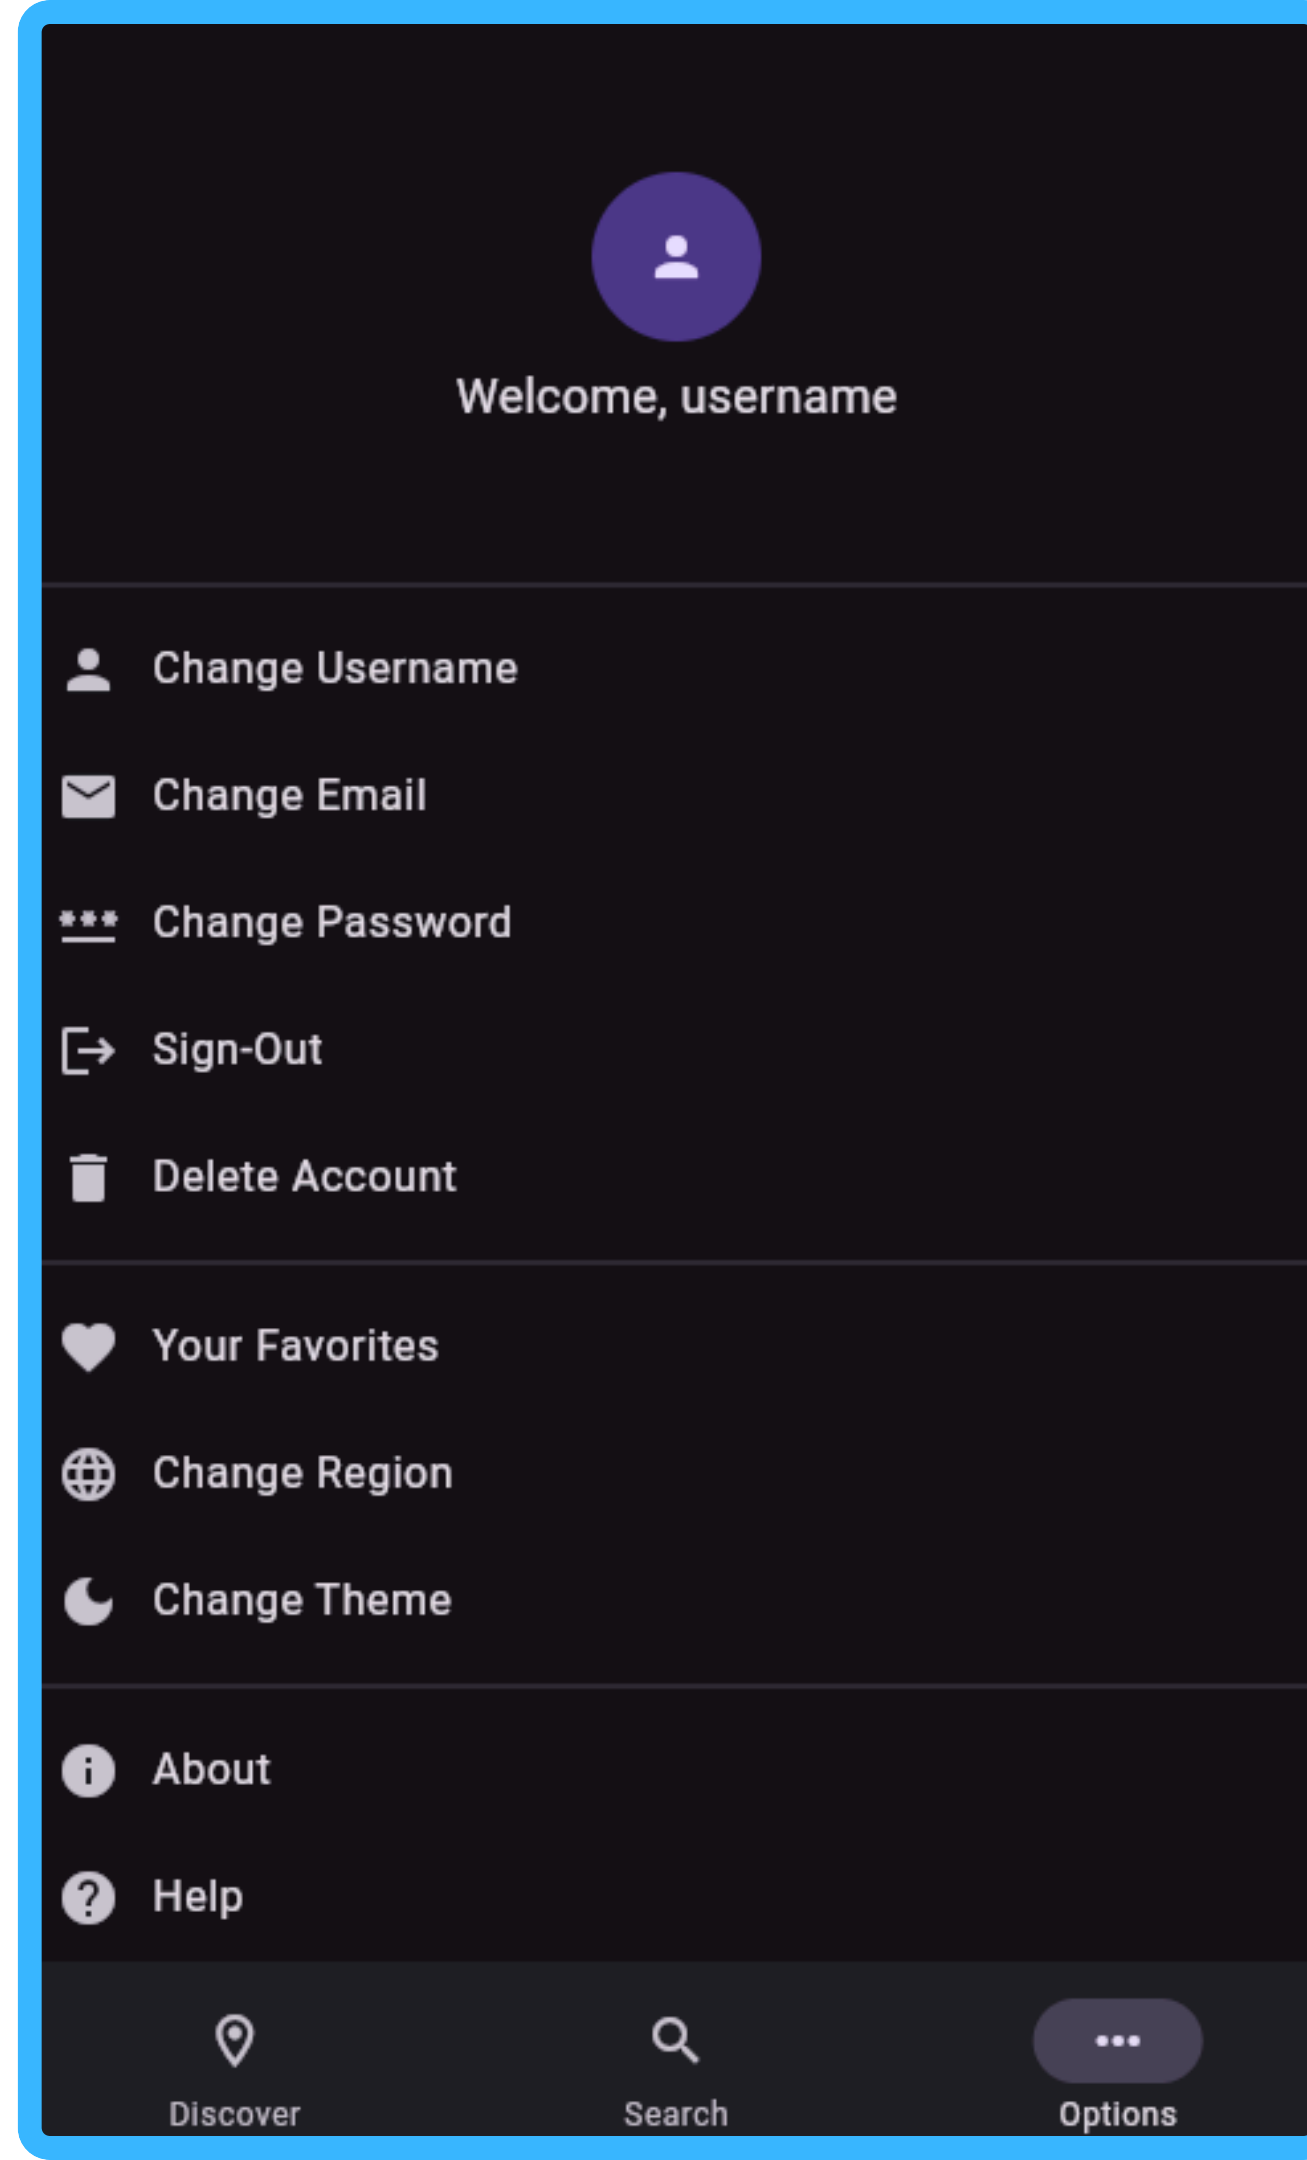 Welcome, username
Change Username
Change Email
Change Password
Sign-Out
Delete Account
Your Favorites
Change Region
Change Theme
About
Help
Discover
Search
Options